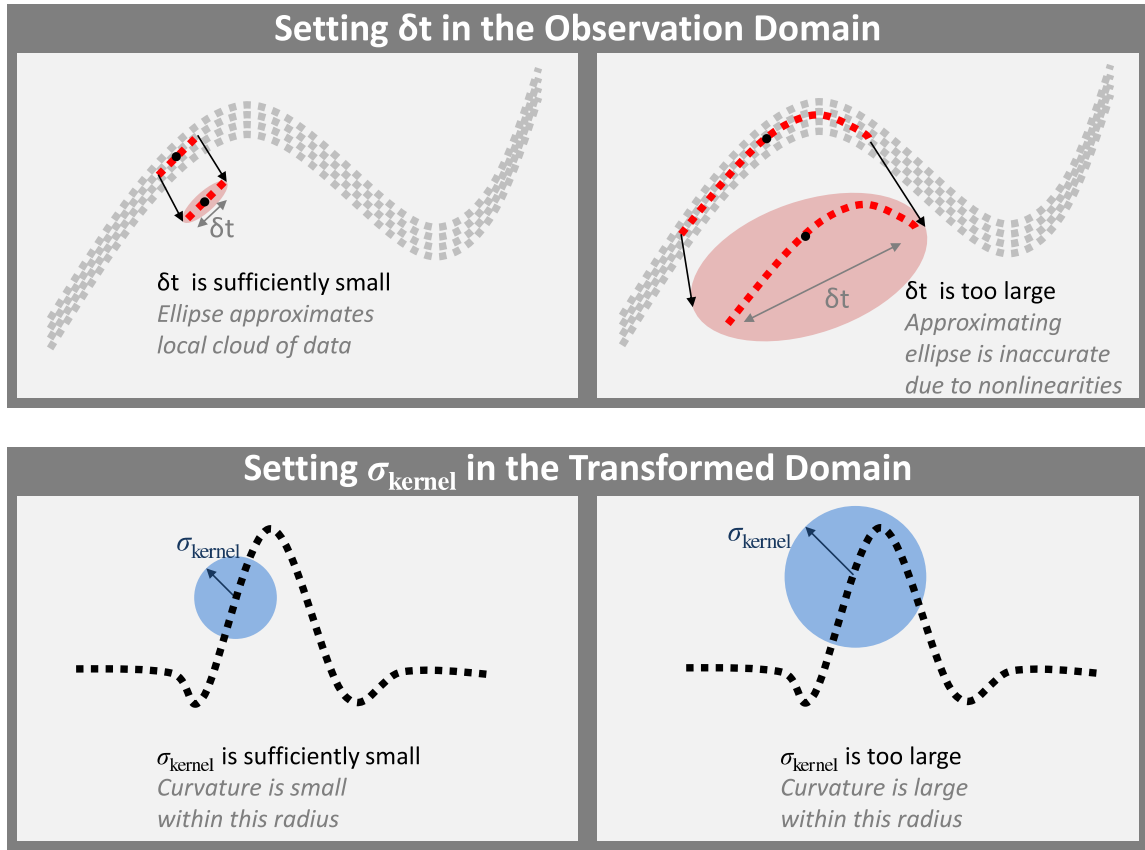 Setting δt in the Observation Domain
δt
δt is sufficiently small
Ellipse approximates
local cloud of data
δt
δt is too large
Approximating
ellipse is inaccurate
due to nonlinearities
Setting σkernel in the Transformed Domain
σkernel
σkernel is sufficiently small
Curvature is small
within this radius
σkernel
σkernel is too large
Curvature is large
within this radius